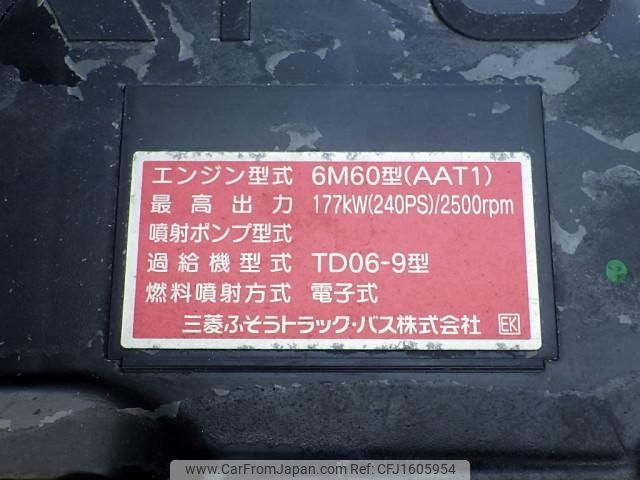 エンジン型式 6M60型(AAT1)
最高出力 177kW(240PS)/2500rpm
噴射ポンプ型式
過給機型式 TD06-9型
燃料噴射方式 電子式
三菱ふそうトラック・バス株式会社 EK
www.CarFromJapan.com | Ref No. CFJ1605954